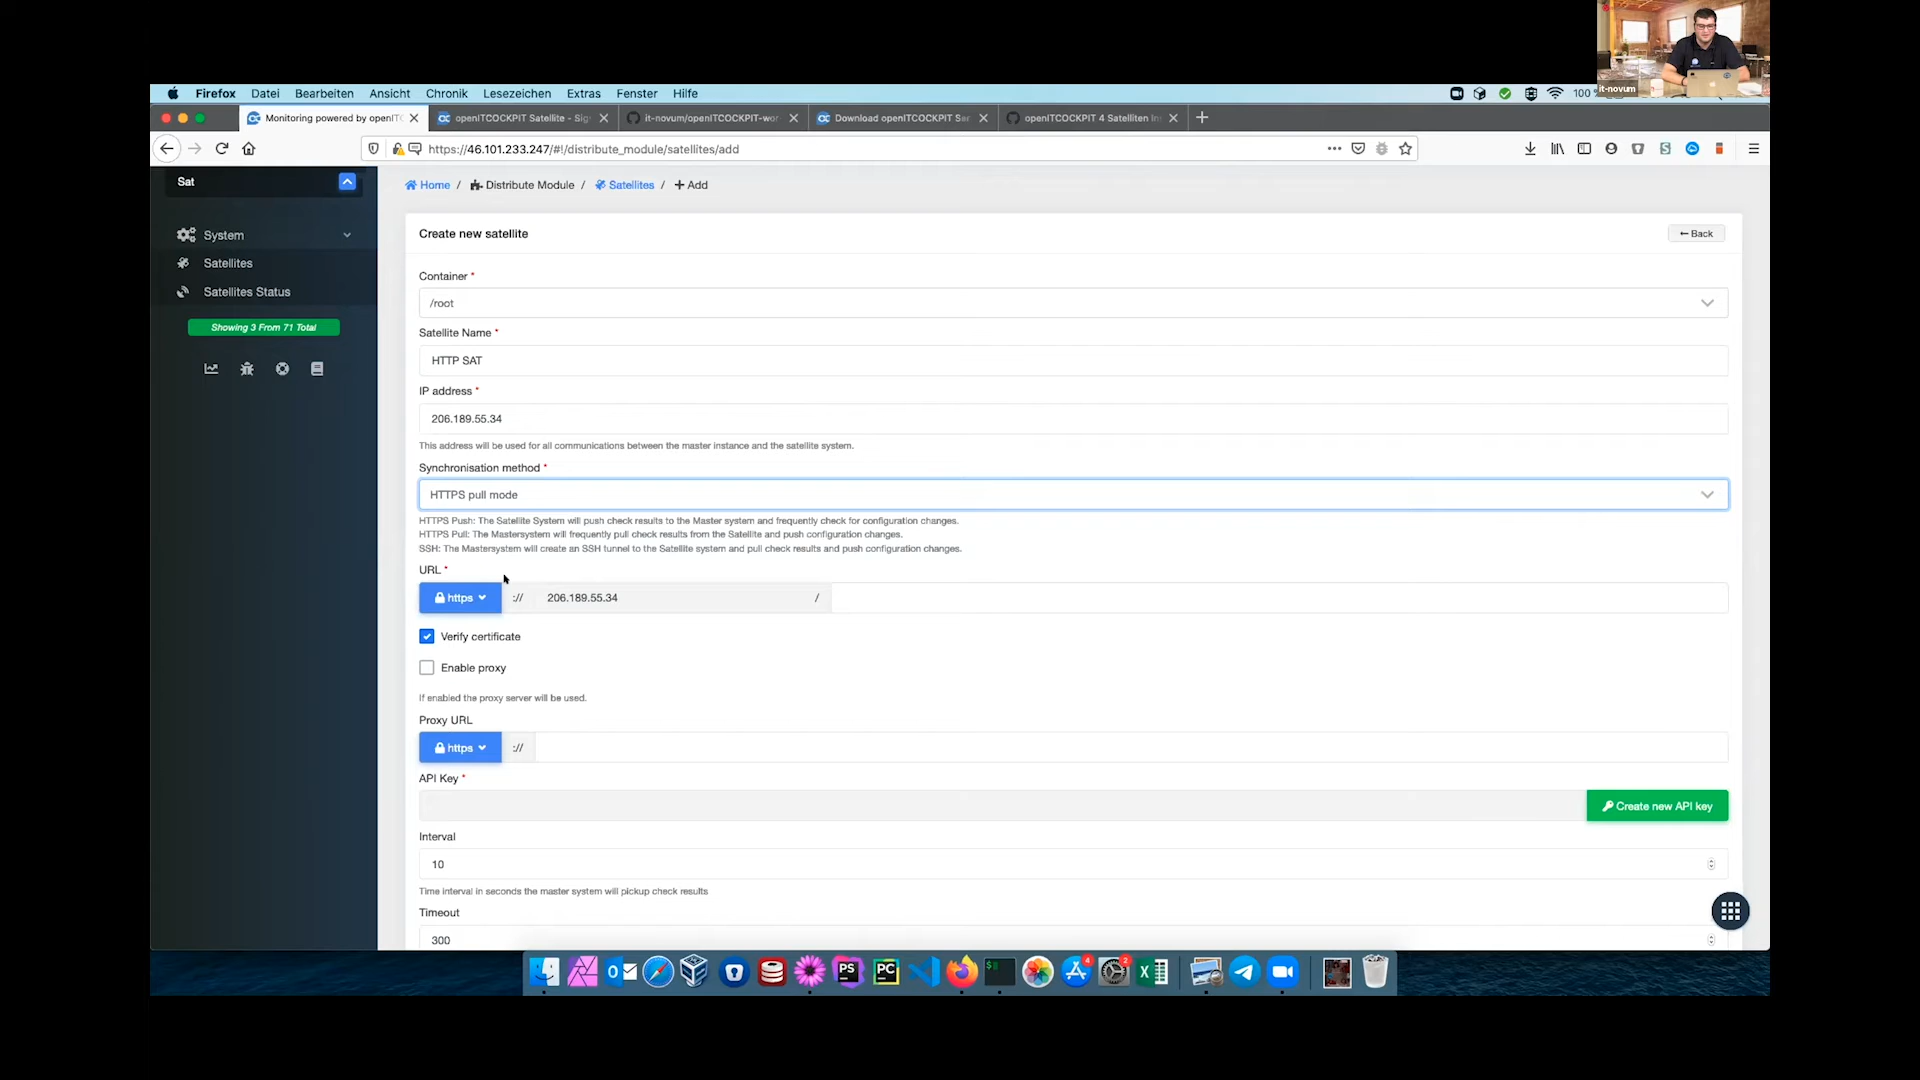 it-novum
Firefox Datei Bearbeiten Ansicht Chronik Lesezeichen Extras Fenster Hilfe 100
Monitoring powered by openITC
openITCOCKPIT Satellite - Sig
it-novum/openITCOCKPIT-wor
Download openITCOCKPIT Ser
openITCOCKPIT 4 Satelliten In
https://46.101.233.247/#!/distribute_module/satellites/add
Sat
System
Satellites
Satellites Status
Showing 3 From 71 Total
Home / Distribute Module / Satellites / Add
Create new satellite
Back
Container *
/root
Satellite Name *
HTTP SAT
IP address *
206.189.55.34
This address will be used for all communications between the master instance and the satellite system.
Synchronisation method *
HTTPS pull mode
HTTPS Push: The Satellite System will push check results to the Master system and frequently check for configuration changes.
HTTPS Pull: The Mastersystem will frequently pull check results from the Satellite and push configuration changes.
SSH: The Mastersystem will create an SSH tunnel to the Satellite system and pull check results and push configuration changes.
URL *
https :// 206.189.55.34 /
Verify certificate
Enable proxy
If enabled the proxy server will be used.
Proxy URL
https ://
API Key *
Create new API key
Interval
10
Time interval in seconds the master system will pickup check results
Timeout
300
PS
PC
4
2